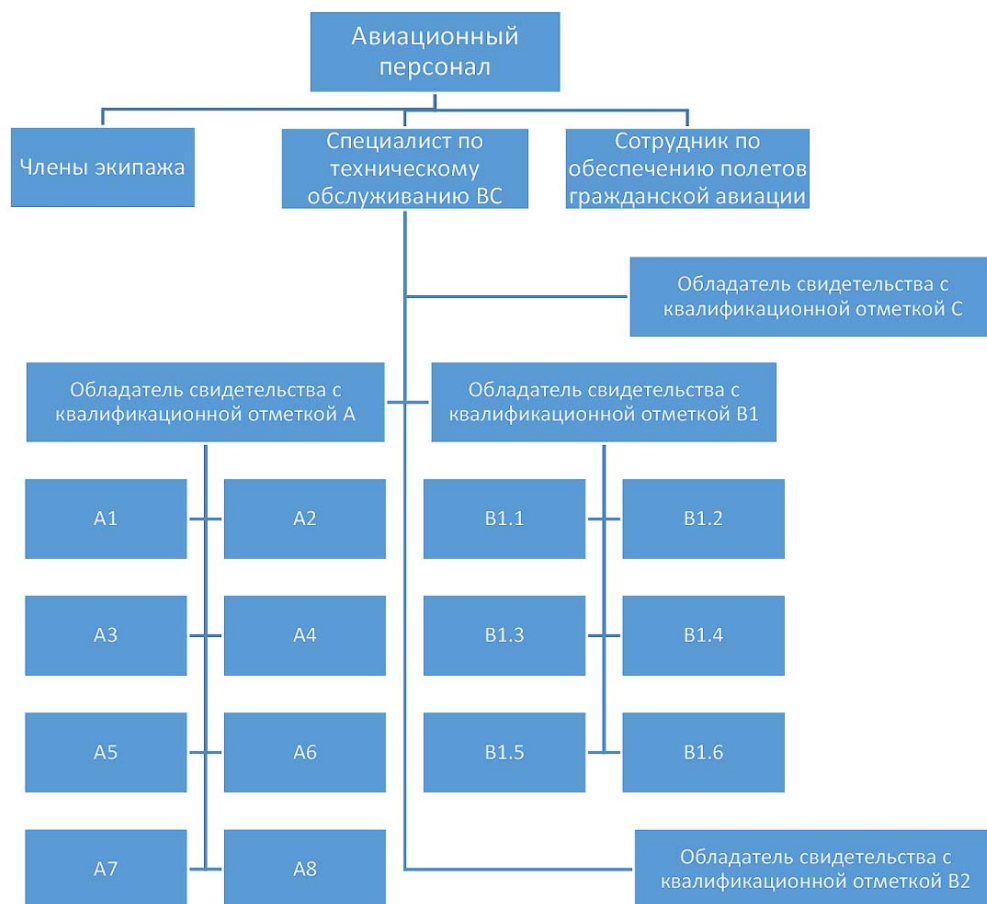 Авиационный
персонал
Члены экипажа
Специалист по
техническому
обслуживанию ВС
Сотрудник по
обеспечению полетов
гражданской авиации
Обладатель свидетельства с
квалификационной отметкой С
Обладатель свидетельства с
квалификационной отметкой А
Обладатель свидетельства с
квалификационной отметкой В1
А1
А2
В1.1
В1.2
А3
А4
В1.3
В1.4
А5
А6
В1.5
В1.6
А7
А8
Обладатель свидетельства с
квалификационной отметкой В2